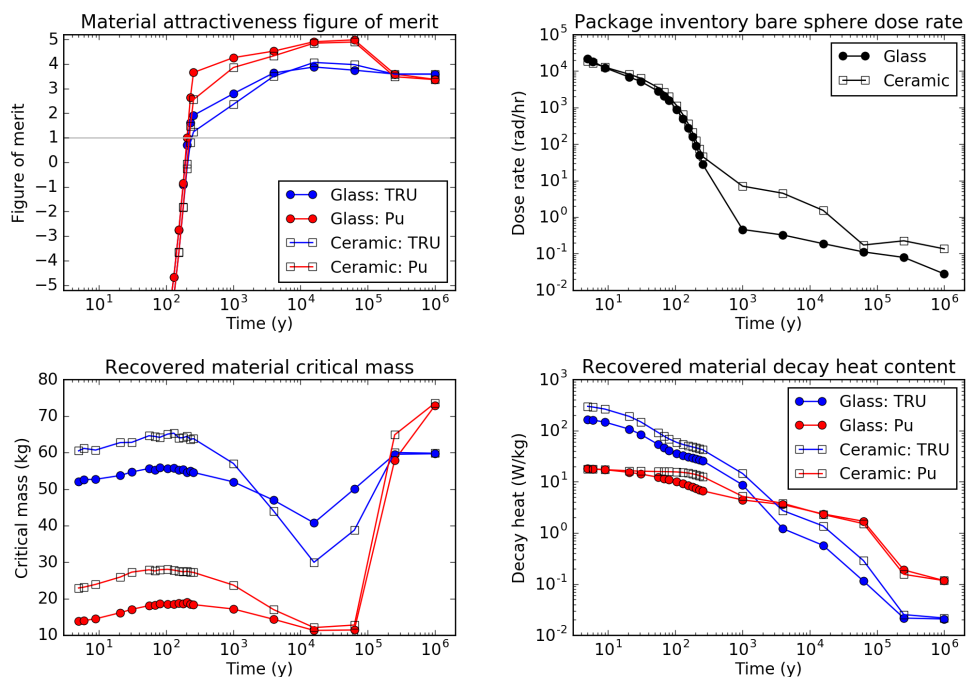 Material attractiveness figure of merit
Figure of merit
5
4
3
2
1
0
−1
−2
−3
−4
−5
Glass: TRU
Glass: Pu
Ceramic: TRU
Ceramic: Pu
10^1 10^2 10^3 10^4 10^5 10^6
Time (y)
Package inventory bare sphere dose rate
Dose rate (rad/hr)
10^5
10^4
10^3
10^2
10^1
10^0
10^-1
10^-2
Glass
Ceramic
10^1 10^2 10^3 10^4 10^5 10^6
Time (y)
Recovered material critical mass
Critical mass (kg)
80
70
60
50
40
30
20
10
10^1 10^2 10^3 10^4 10^5 10^6
Time (y)
Recovered material decay heat content
Decay heat (W/kg)
10^3
10^2
10^1
10^0
10^-1
10^-2
Glass: TRU
Glass: Pu
Ceramic: TRU
Ceramic: Pu
10^1 10^2 10^3 10^4 10^5 10^6
Time (y)